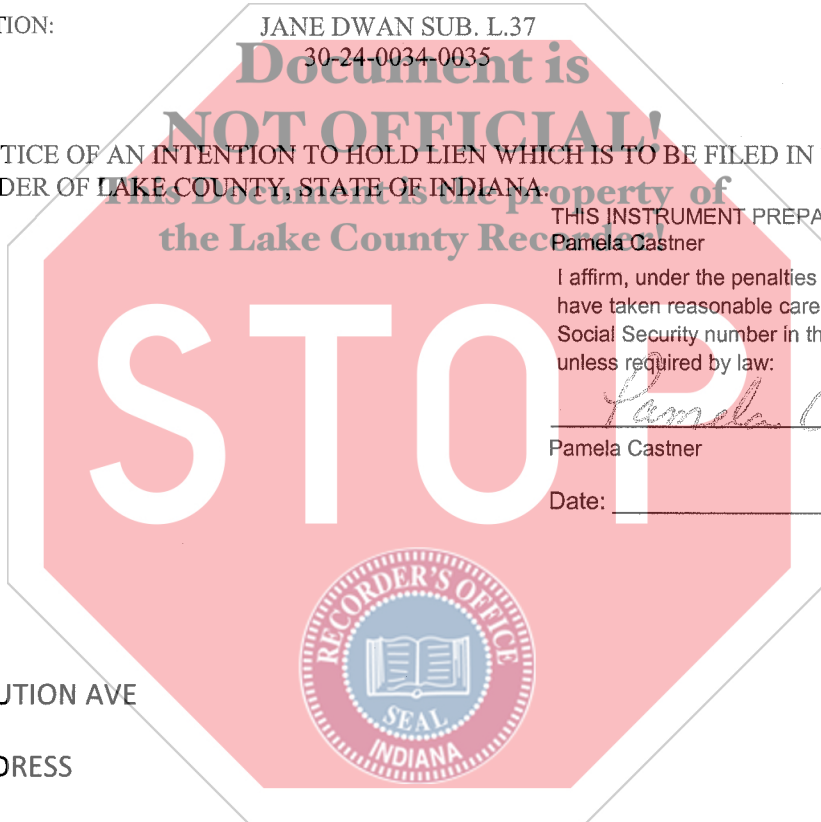 TION: JANE DWAN SUB. L.37
Document is
30-24-0034-0035
NOT OFFICIAL!
TICE OF AN INTENTION TO HOLD LIEN WHICH IS TO BE FILED IN
This Document is the property of
DER OF LAKE COUNTY, STATE OF INDIANA.
THIS INSTRUMENT PREPA
the Lake County Recorder!
Pamela Castner
I affirm, under the penalties
have taken reasonable care
Social Security number in th
unless required by law:
STOP
Pamela C
Pamela Castner
Date:
RECORDER'S OFFICE
SEAL
INDIANA
UTION AVE
DRESS